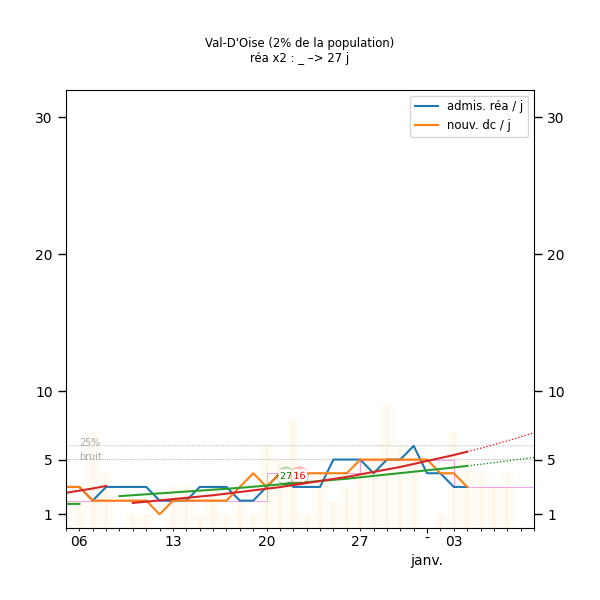 Val-D'Oise (2% de la population)
réa x2 : _ –> 27 j
admis. réa / j
nouv. dc / j
30 30
20 20
10 10
25%
bruit
5 5
27 16
1 1
06 13 20 27 - 03
janv.